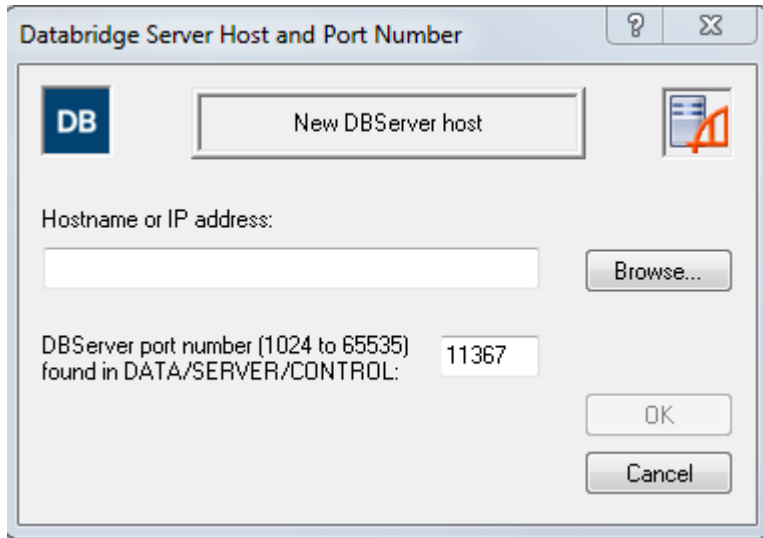 Databridge Server Host and Port Number
DB
New DBServer host
Hostname or IP address:
Browse...
DBServer port number (1024 to 65535)
found in DATA/SERVER/CONTROL:
11367
OK
Cancel